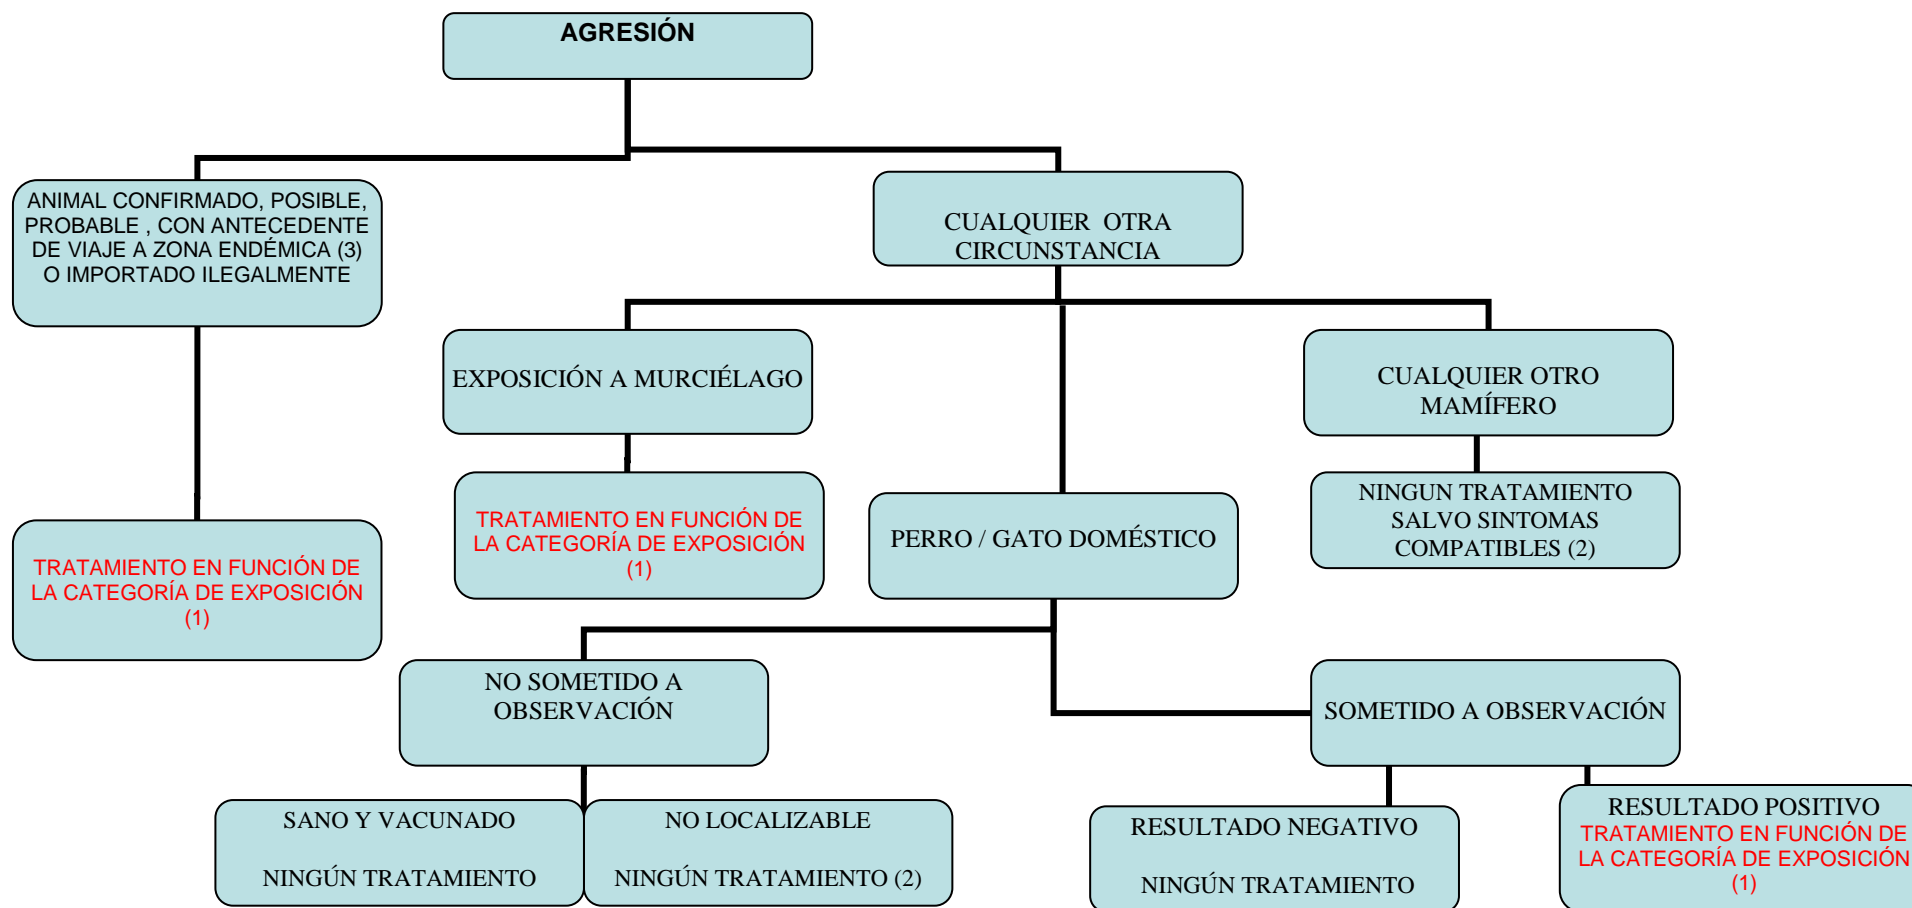 AGRESIÓN
ANIMAL CONFIRMADO, POSIBLE,
PROBABLE , CON ANTECEDENTE
DE VIAJE A ZONA ENDÉMICA (3)
O IMPORTADO ILEGALMENTE
CUALQUIER OTRA
CIRCUNSTANCIA
EXPOSICIÓN A MURCIÉLAGO
CUALQUIER OTRO
MAMÍFERO
TRATAMIENTO EN FUNCIÓN DE
LA CATEGORÍA DE EXPOSICIÓN
(1)
TRATAMIENTO EN FUNCIÓN DE
LA CATEGORÍA DE EXPOSICIÓN
(1)
PERRO / GATO DOMÉSTICO
NINGUN TRATAMIENTO
SALVO SINTOMAS
COMPATIBLES (2)
NO SOMETIDO A
OBSERVACIÓN
SOMETIDO A OBSERVACIÓN
SANO Y VACUNADO
NINGÚN TRATAMIENTO
NO LOCALIZABLE
NINGÚN TRATAMIENTO (2)
RESULTADO NEGATIVO
NINGÚN TRATAMIENTO
RESULTADO POSITIVO
TRATAMIENTO EN FUNCIÓN DE
LA CATEGORÍA DE EXPOSICIÓN
(1)